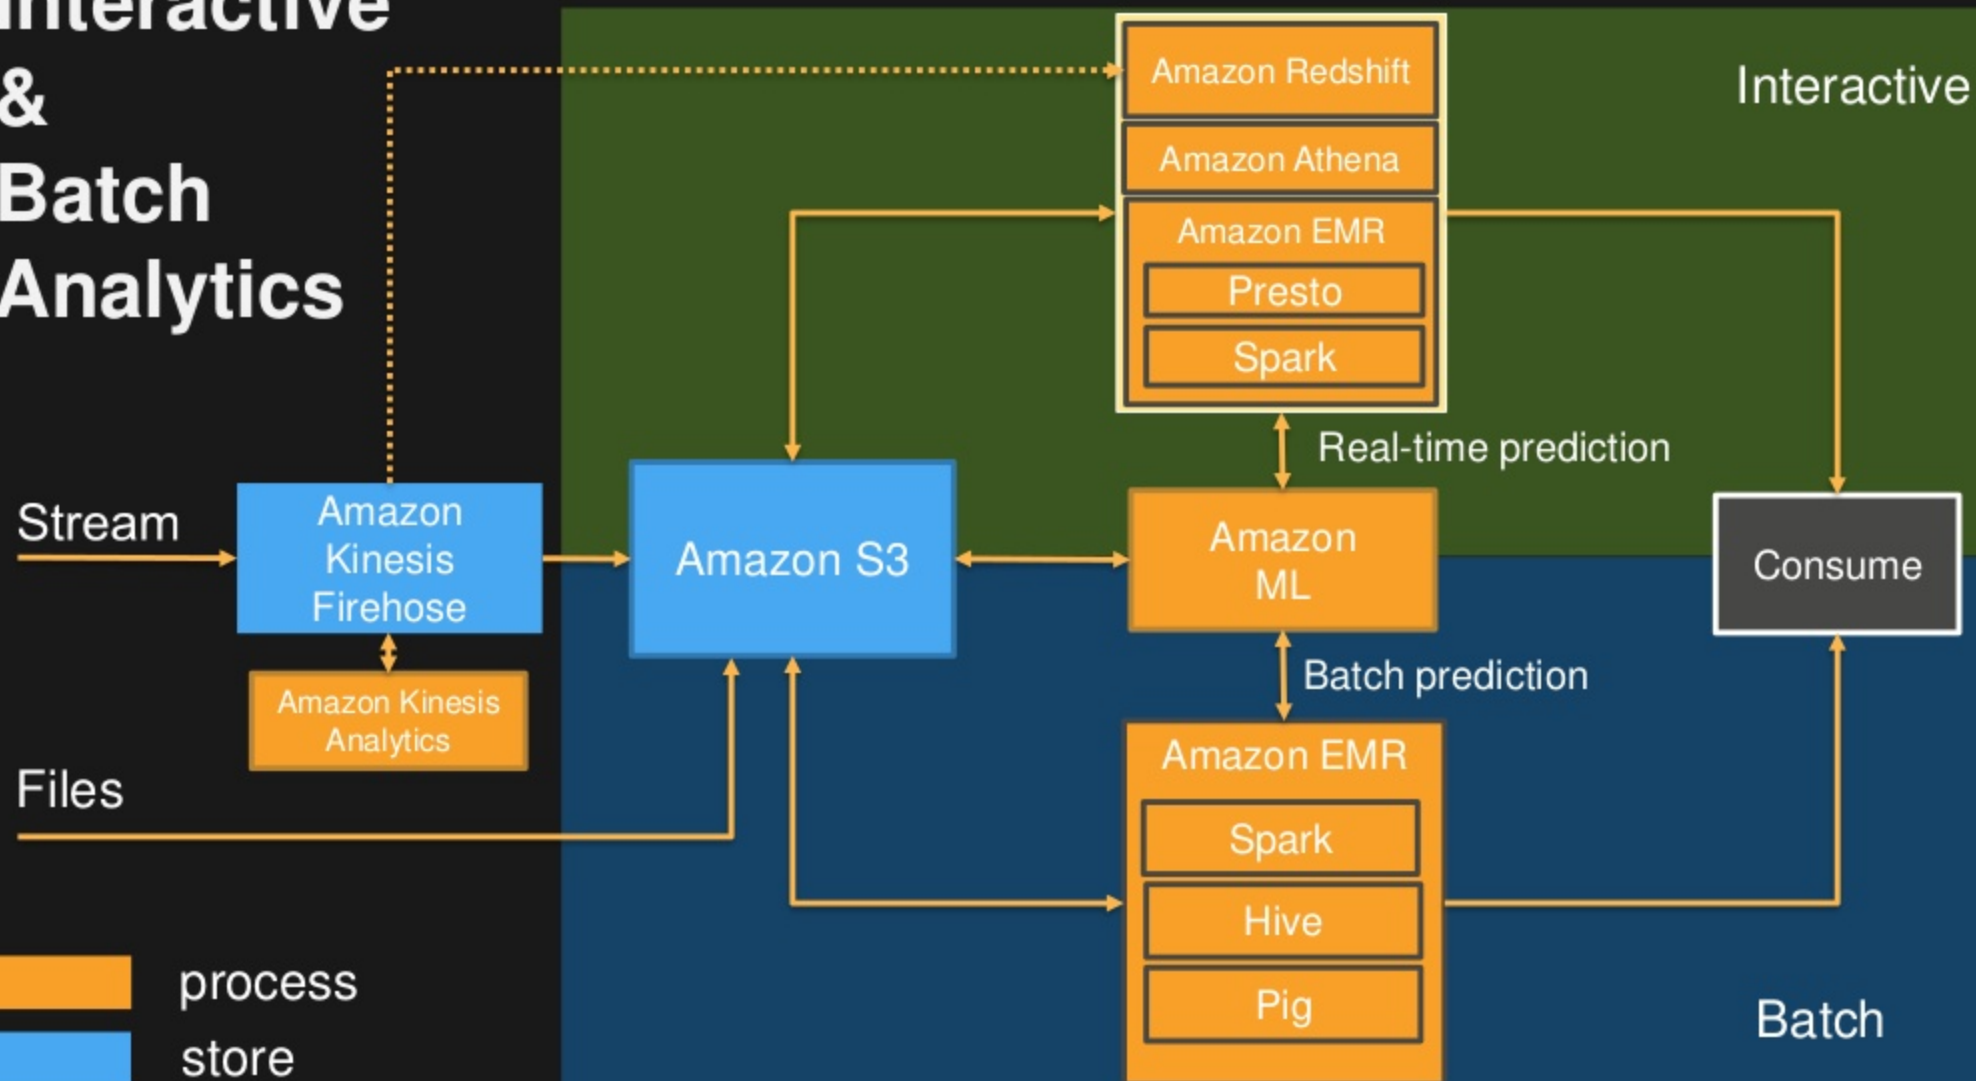 Interactive
&
Batch
Analytics
Amazon Redshift
Amazon Athena
Amazon EMR
Presto
Spark
Interactive
Real-time prediction
Stream
Amazon
Kinesis
Firehose
Amazon S3
Amazon
ML
Consume
Amazon Kinesis
Analytics
Batch prediction
Files
Amazon EMR
Spark
Hive
Pig
process
store
Batch